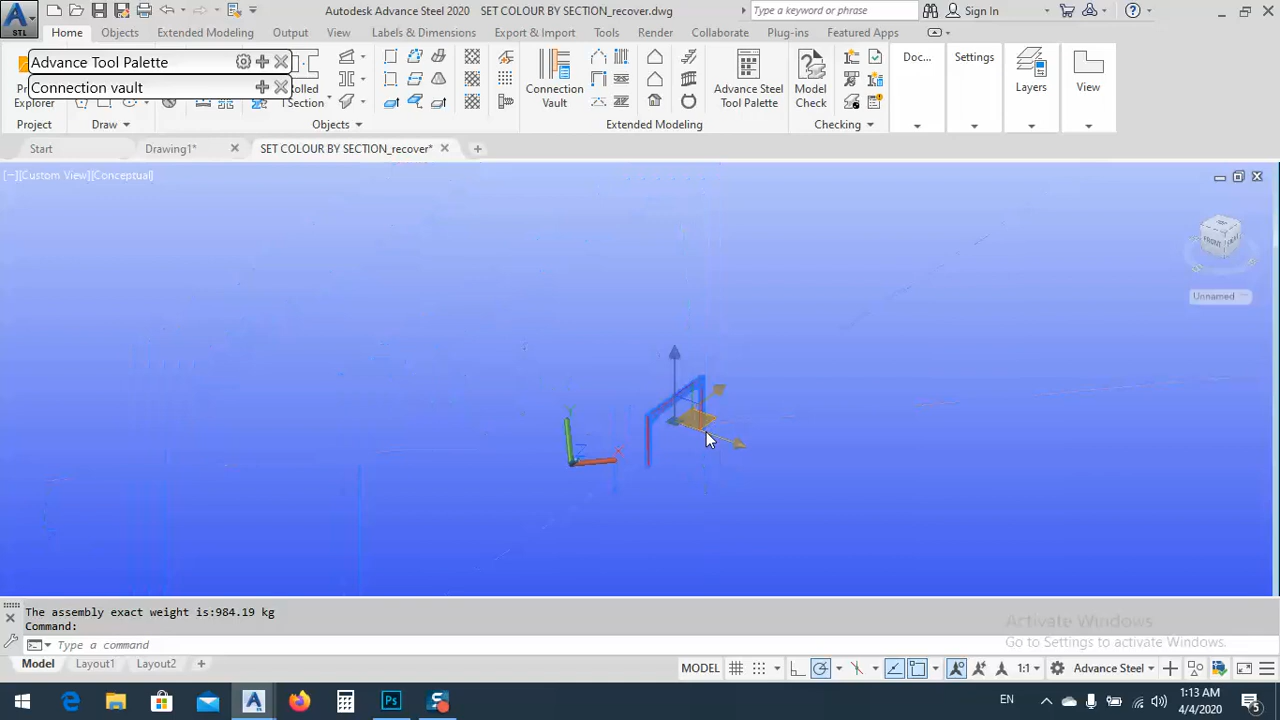 Autodesk Advance Steel 2020 SET COLOUR BY SECTION_recover.dwg
Type a keyword or phrase
Sign In
STL
Home Objects Extended Modeling Output View Labels & Dimensions Export & Import Tools Render Collaborate Plug-ins Featured Apps
Advance Tool Palette
Connection vault
Explorer
Section
Connection
Vault
Advance Steel
Tool Palette
Model
Check
Doc...
Settings
Layers
View
Project Draw Objects Extended Modeling Checking
Start Drawing1* SET COLOUR BY SECTION_recover*
[−][Custom View][Conceptual]
FRONT
Unnamed
X
Z
The assembly exact weight is:984.19 kg
Command:
Type a command
Activate Windows
Go to Settings to activate Windows.
Model Layout1 Layout2
MODEL 1:1 Advance Steel
EN
1:13 AM
4/4/2020
5